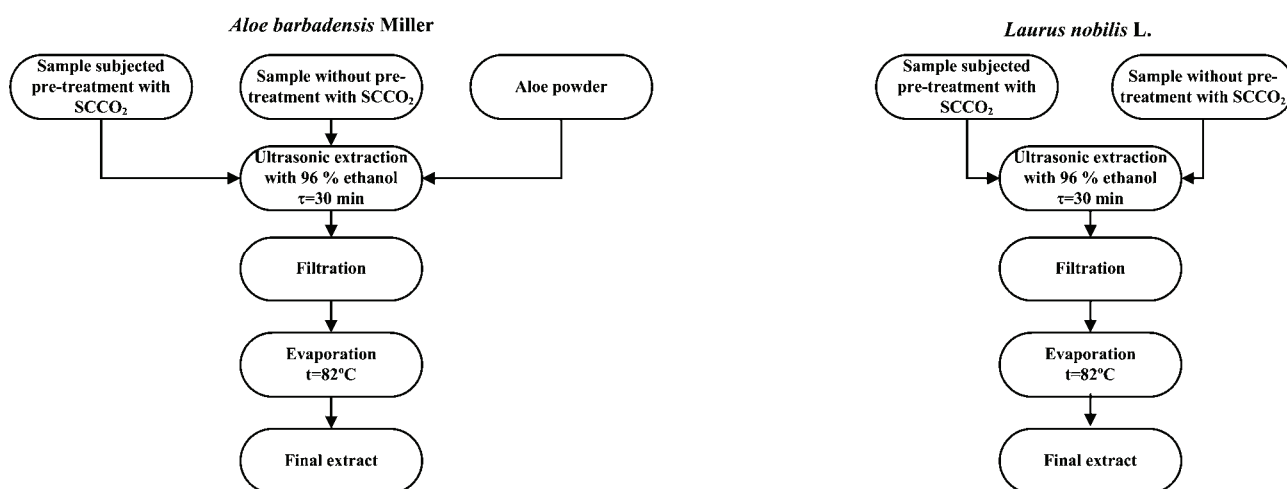 Aloe barbadensis Miller
Sample subjected
pre-treatment with
SCCO₂
Sample without pre-
treatment with SCCO₂
Aloe powder
Ultrasonic extraction
with 96 % ethanol
τ=30 min
Filtration
Evaporation
t=82ºC
Final extract
Laurus nobilis L.
Sample subjected
pre-treatment with
SCCO₂
Sample without pre-
treatment with SCCO₂
Ultrasonic extraction
with 96 % ethanol
τ=30 min
Filtration
Evaporation
t=82ºC
Final extract